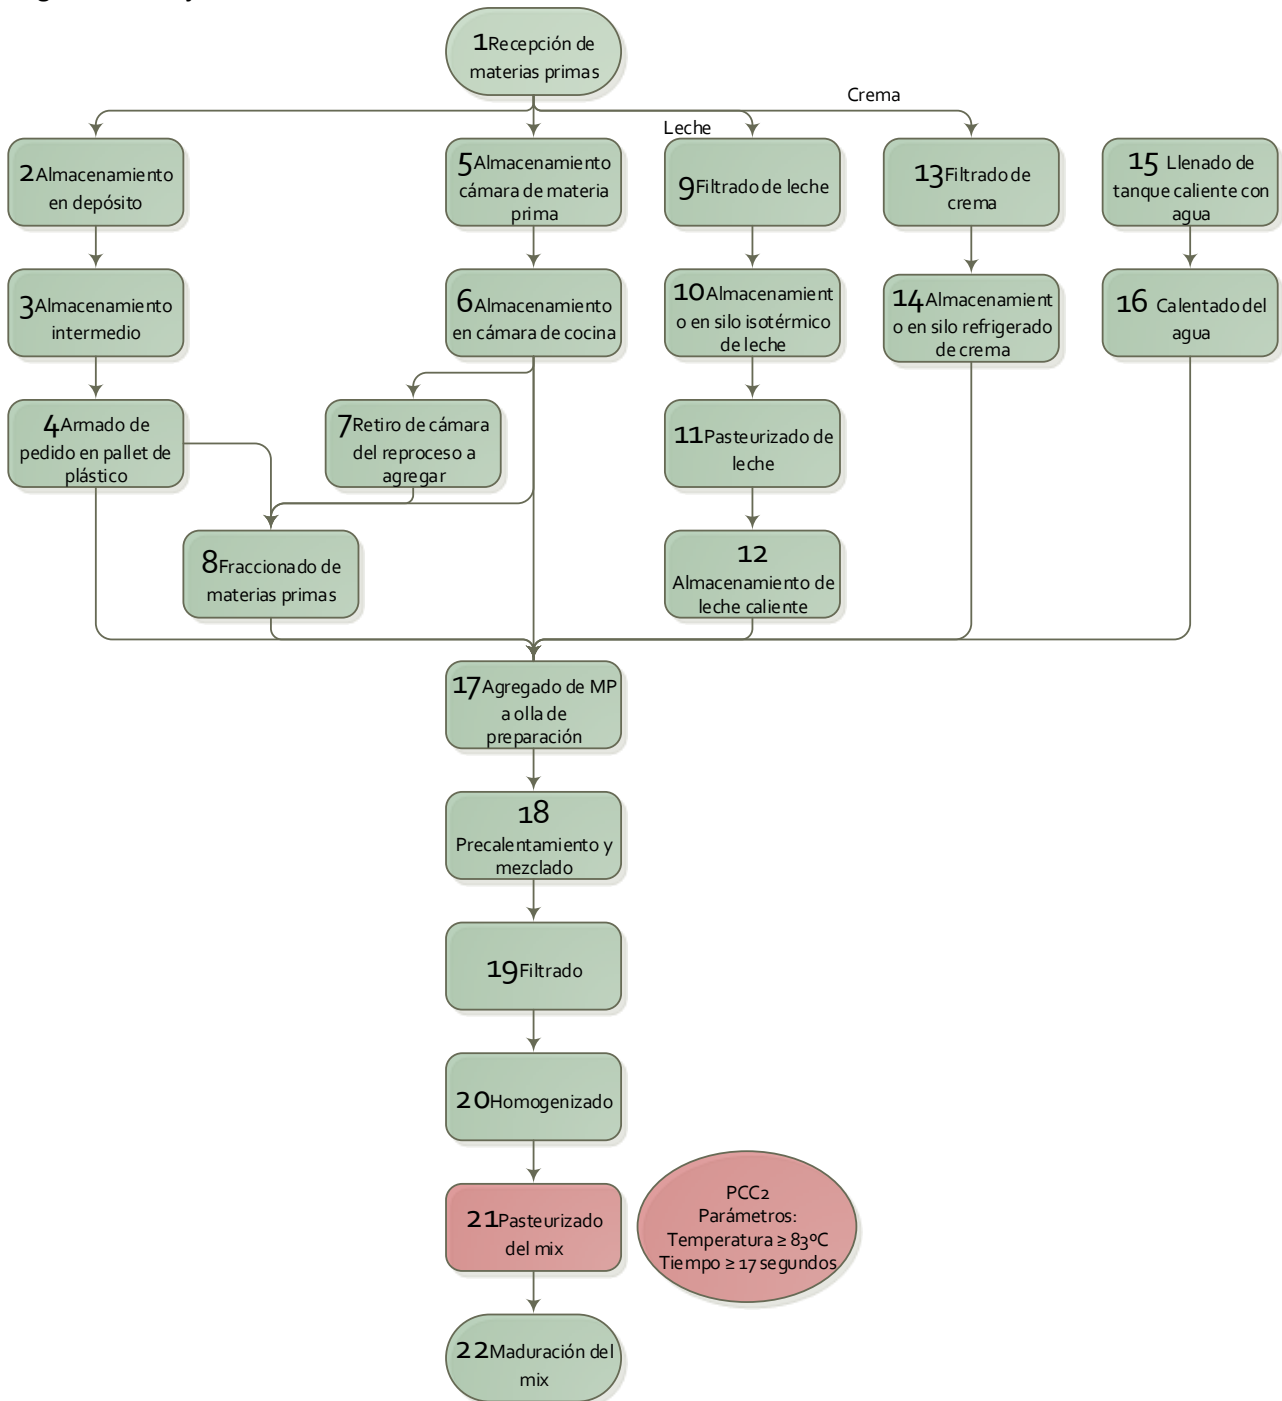 1Recepción de
materias primas
Crema
Leche
2Almacenamiento
en depósito
5Almacenamiento
cámara de materia
prima
9Filtrado de leche
13Filtrado de
crema
15 Llenado de
tanque caliente con
agua
3Almacenamiento
intermedio
6Almacenamiento
en cámara de cocina
10Almacenamient
o en silo isotérmico
de leche
14Almacenamient
o en silo refrigerado
de crema
16 Calentado del
agua
4Armado de
pedido en pallet de
plástico
7Retiro de cámara
del reproceso a
agregar
11Pasteurizado de
leche
8Fraccionado de
materias primas
12
Almacenamiento de
leche caliente
17Agregado de MP
a olla de
preparación
18
Precalentamiento y
mezclado
19Filtrado
20Homogenizado
21Pasteurizado
del mix
PCC2
Parámetros:
Temperatura ≥ 83ºC
Tiempo ≥ 17 segundos
22Maduración del
mix